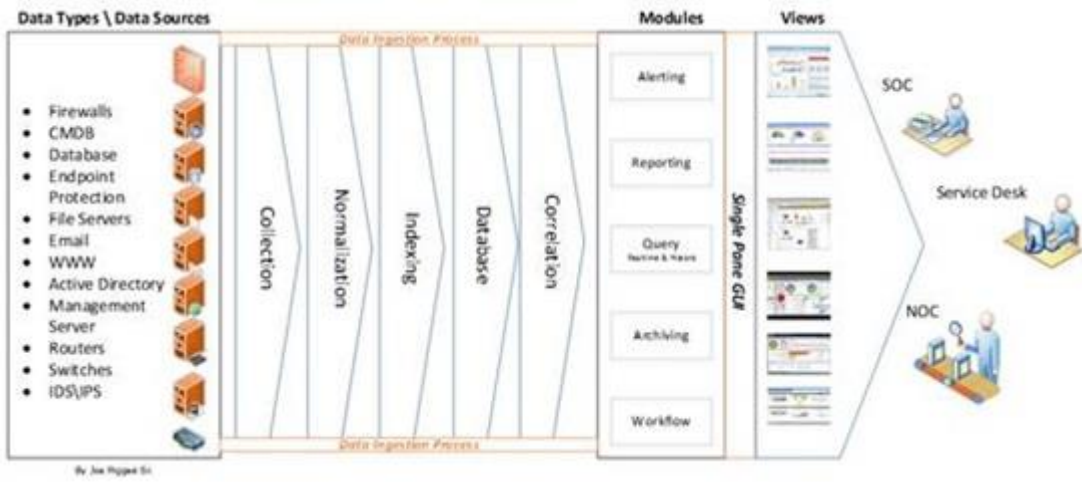 Data Types \ Data Sources
Modules
Views
Data Ingestion Process
• Firewalls
• CMDB
• Database
• Endpoint
Protection
• File Servers
• Email
• WWW
• Active Directory
• Management
Server
• Routers
• Switches
• IDS\IPS
Collection
Normalization
Indexing
Database
Correlation
Alerting
Reporting
Query
Archiving
Workflow
Single Pane GUI
SOC
Service Desk
NOC
Data Ingestion Process
By Joe